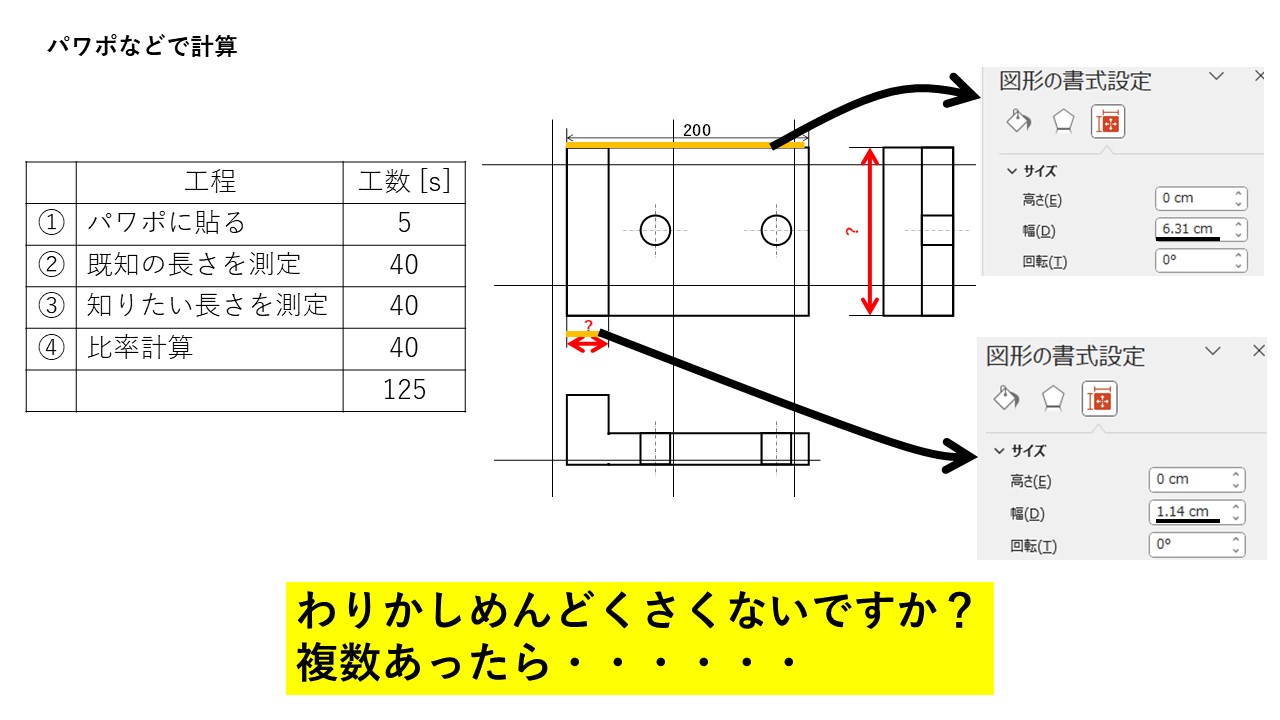 パワポなどで計算
工程 工数 [s]
① パワポに貼る 5
② 既知の長さを測定 40
③ 知りたい長さを測定 40
④ 比率計算 40
125
200
?
?
図形の書式設定
サイズ
高さ(E) 0 cm
幅(D) 6.31 cm
回転(T) 0°
図形の書式設定
サイズ
高さ(E) 0 cm
幅(D) 1.14 cm
回転(T) 0°
わりかしめんどくさくないですか？
複数あったら・・・・・・